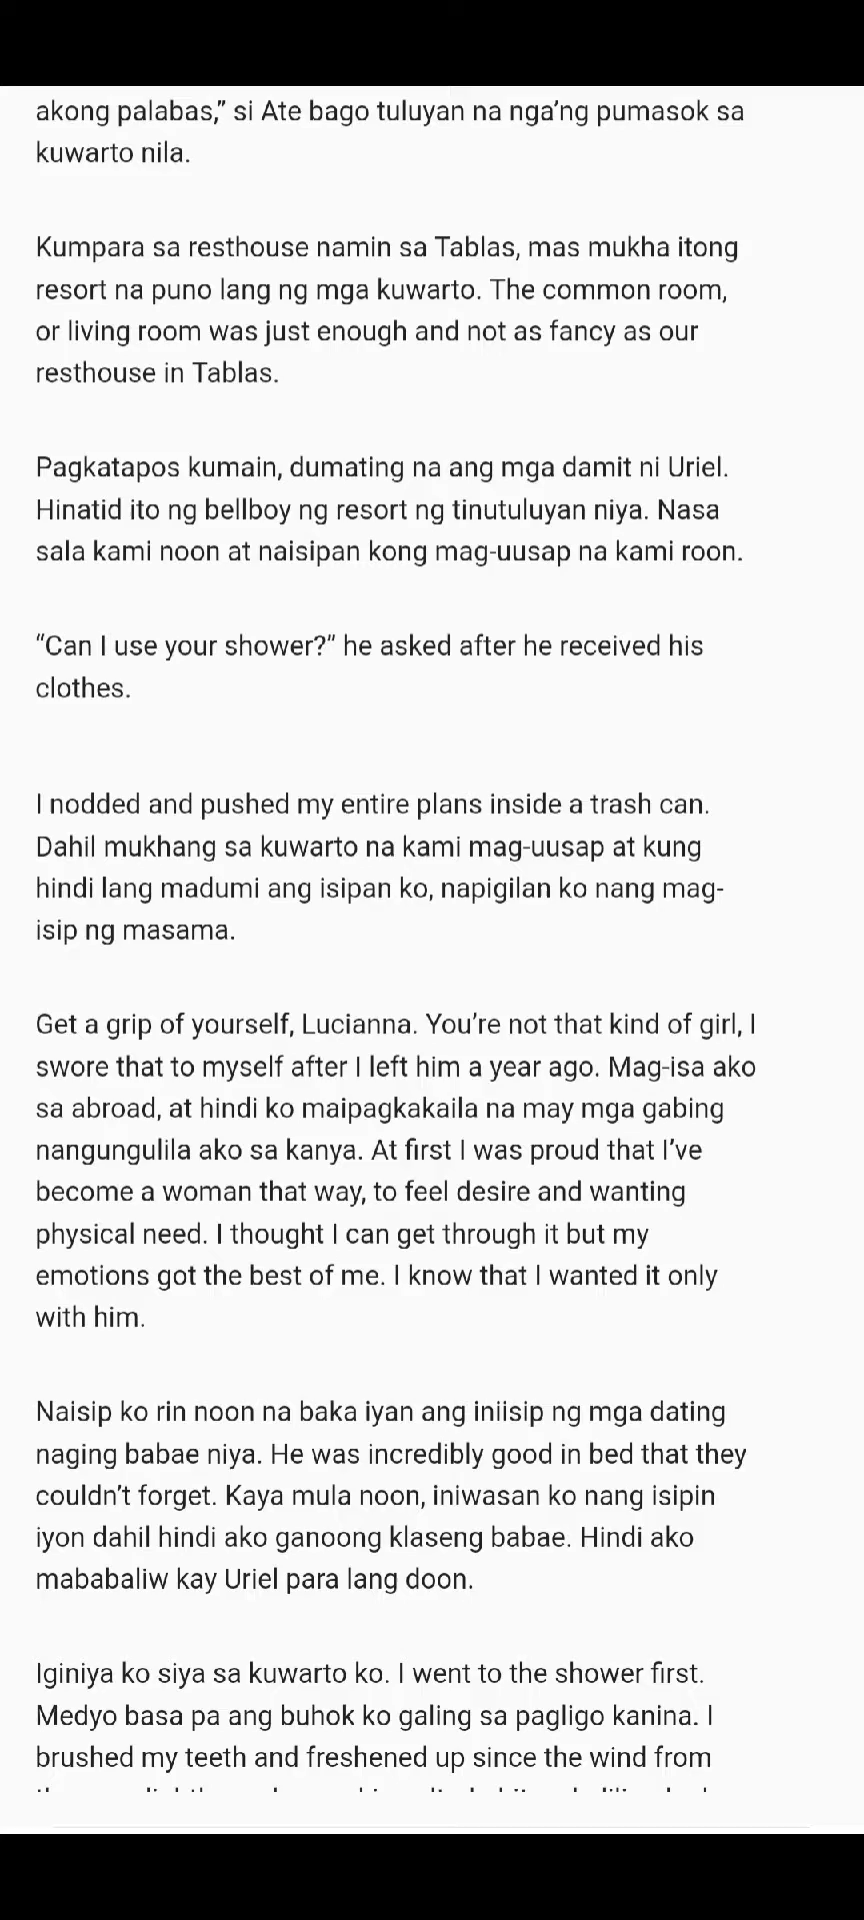 akong palabas,” si Ate bago tuluyan na nga’ng pumasok sa
kuwarto nila.
Kumpara sa resthouse namin sa Tablas, mas mukha itong
resort na puno lang ng mga kuwarto. The common room,
or living room was just enough and not as fancy as our
resthouse in Tablas.
Pagkatapos kumain, dumating na ang mga damit ni Uriel.
Hinatid ito ng bellboy ng resort ng tinutuluyan niya. Nasa
sala kami noon at naisipan kong mag-uusap na kami roon.
“Can I use your shower?” he asked after he received his
clothes.
I nodded and pushed my entire plans inside a trash can.
Dahil mukhang sa kuwarto na kami mag-uusap at kung
hindi lang madumi ang isipan ko, napigilan ko nang mag-
isip ng masama.
Get a grip of yourself, Lucianna. You’re not that kind of girl, I
swore that to myself after I left him a year ago. Mag-isa ako
sa abroad, at hindi ko maipagkakaila na may mga gabing
nangungulila ako sa kanya. At first I was proud that I’ve
become a woman that way, to feel desire and wanting
physical need. I thought I can get through it but my
emotions got the best of me. I know that I wanted it only
with him.
Naisip ko rin noon na baka iyan ang iniisip ng mga dating
naging babae niya. He was incredibly good in bed that they
couldn’t forget. Kaya mula noon, iniwasan ko nang isipin
iyon dahil hindi ako ganoong klaseng babae. Hindi ako
mababaliw kay Uriel para lang doon.
Iginiya ko siya sa kuwarto ko. I went to the shower first.
Medyo basa pa ang buhok ko galing sa pagligo kanina. I
brushed my teeth and freshened up since the wind from